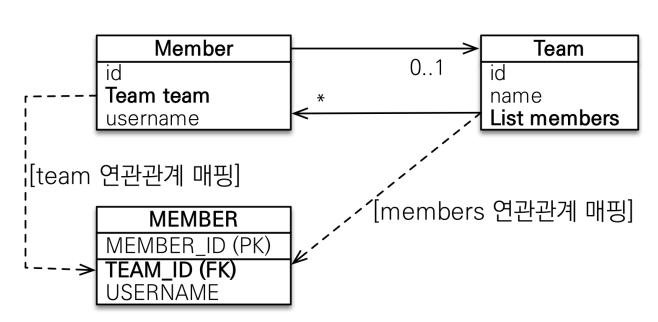 Member
id
Team team
username
0..1
*
Team
id
name
List members
[team 연관관계 매핑]
[members 연관관계 매핑]
MEMBER
MEMBER_ID (PK)
TEAM_ID (FK)
USERNAME